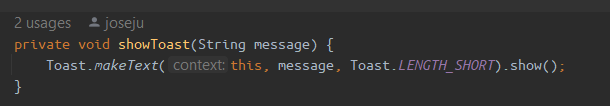 2 usages joseju
private void showToast(String message) {
Toast.makeText( context: this, message, Toast.LENGTH_SHORT).show();
}